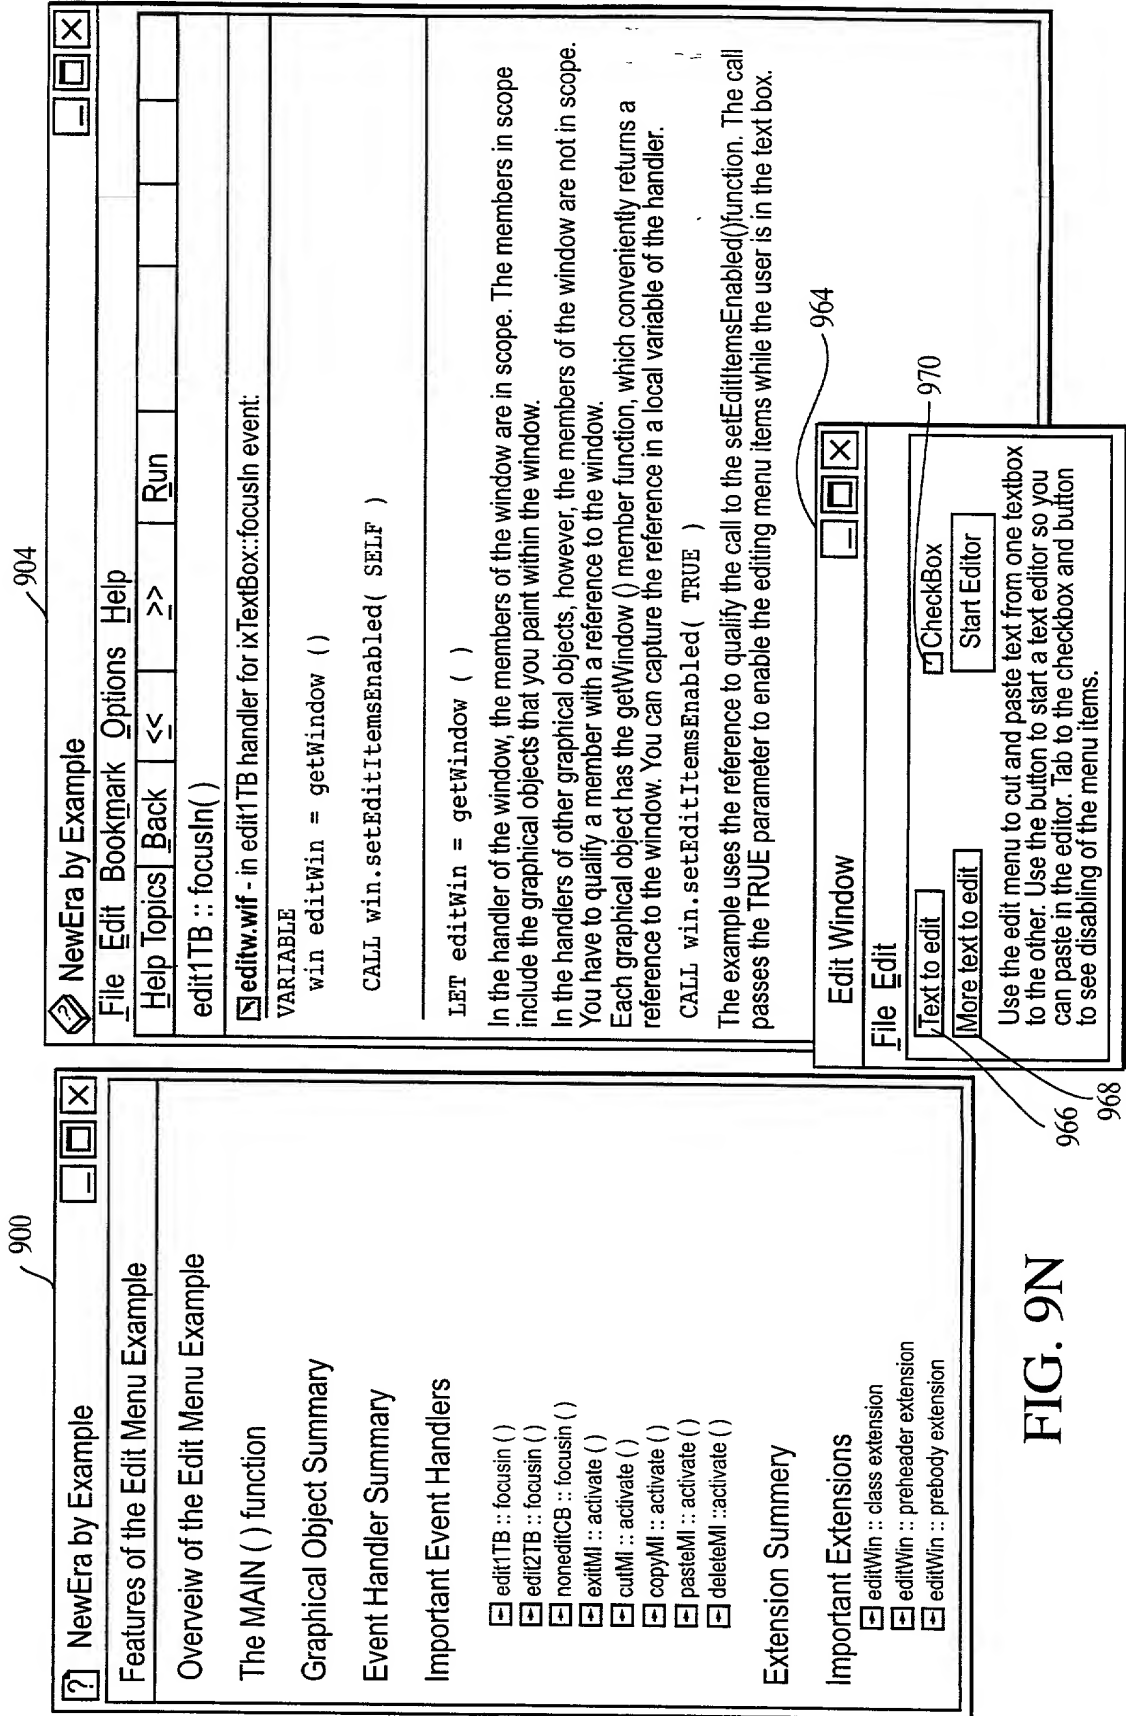 900
? NewEra by Example
Features of the Edit Menu Example
Overveiw of the Edit Menu Example
The MAIN ( ) function
Graphical Object Summary
Event Handler Summary
Important Event Handlers
edit1TB :: focusin ( )
edit2TB :: focusin ( )
noneditCB :: focusin ( )
exitMI :: activate ( )
cutMI :: activate ( )
copyMI :: activate ( )
pasteMI :: activate ( )
deleteMI ::activate ( )
Extension Summery
Important Extensions
editWin :: class extension
editWin :: preheader extension
editWin :: prebody extension
904
? NewEra by Example
File Edit Bookmark Options Help
Help Topics Back << >> Run
edit1TB :: focusIn( )
editw.wif - in edit1TB handler for ixTextBox::focusIn event:
VARIABLE
win editWin = getWindow ()
CALL win.setEditItemsEnabled( SELF )
LET editWin = getWindow ( )
In the handler of the window, the members of the window are in scope. The members in scope
include the graphical objects that you paint within the window.
In the handlers of other graphical objects, however, the members of the window are not in scope.
You have to qualify a member with a reference to the window.
Each graphical object has the getWindow () member function, which conveniently returns a
reference to the window. You can capture the reference in a local variable of the handler.
CALL win.setEditItemsEnabled( TRUE )
The example uses the reference to qualify the call to the setEditItemsEnabled()function. The call
passes the TRUE parameter to enable the editing menu items while the user is in the text box.
964
Edit Window
File Edit
970
Text to edit
CheckBox
More text to edit
Start Editor
Use the edit menu to cut and paste text from one textbox
to the other. Use the button to start a text editor so you
can paste in the editor. Tab to the checkbox and button
to see disabling of the menu items.
966
968
FIG. 9N